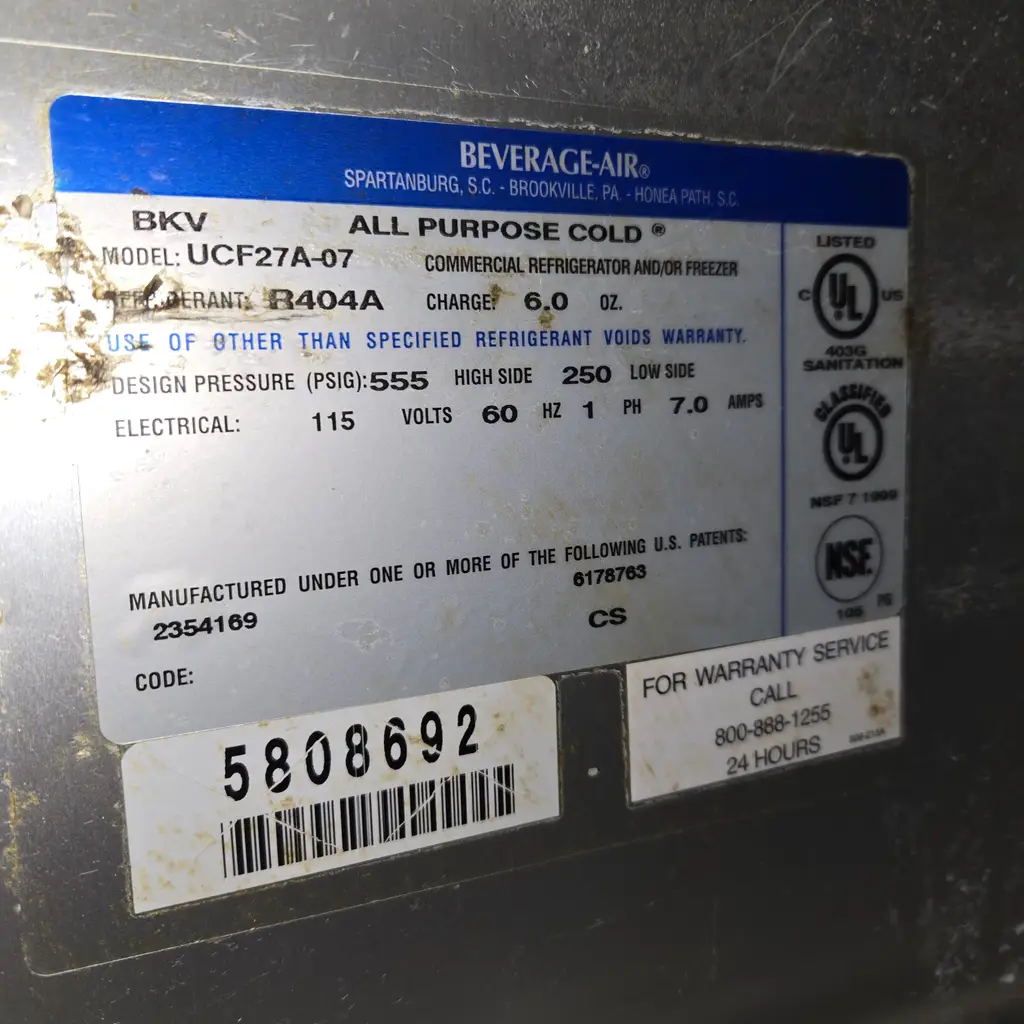 BEVERAGE-AIR®
SPARTANBURG, S.C. - BROOKVILLE, PA. - HONEA PATH, S.C.
BKV ALL PURPOSE COLD ®
MODEL: UCF27A-07 COMMERCIAL REFRIGERATOR AND/OR FREEZER
R404A CHARGE: 6.0 OZ.
USE OF OTHER THAN SPECIFIED REFRIGERANT VOIDS WARRANTY.
DESIGN PRESSURE (PSIG): 555 HIGH SIDE 250 LOW SIDE
ELECTRICAL: 115 VOLTS 60 HZ 1 PH 7.0 AMPS
MANUFACTURED UNDER ONE OR MORE OF THE FOLLOWING U.S. PATENTS:
2354169 6178763
CS
CODE:
LISTED
C UL US
403G
SANITATION
CLASSIFIED
UL
NSF 7 1999
NSF
5808692
FOR WARRANTY SERVICE
CALL
800-888-1255
24 HOURS